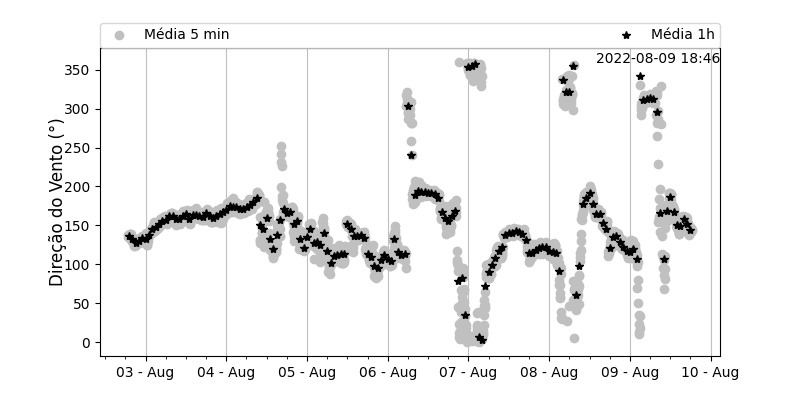 Média 5 min
Média 1h
2022-08-09 18:46
Direção do Vento (°)
350
300
250
200
150
100
50
0
03 - Aug
04 - Aug
05 - Aug
06 - Aug
07 - Aug
08 - Aug
09 - Aug
10 - Aug